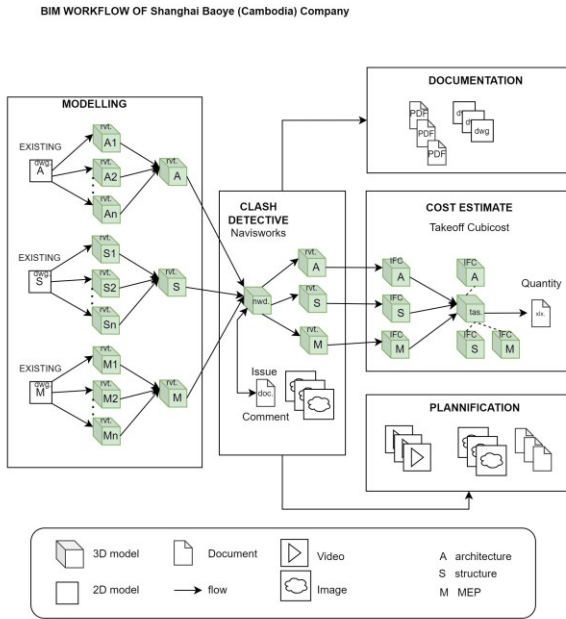 BIM WORKFLOW OF Shanghai Baoye (Cambodia) Company
MODELLING
EXISTING
dwg.
A
rvt.
A1
rvt.
A2
rvt.
An
rvt.
A
EXISTING
dwg.
S
rvt.
S1
rvt.
S2
rvt.
Sn
rvt.
S
EXISTING
dwg.
M
rvt.
M1
rvt.
M2
rvt.
Mn
rvt.
M
CLASH
DETECTIVE
Navisworks
nwd.
rvt.
A
rvt.
S
rvt.
M
Issue
doc.
Comment
DOCUMENTATION
PDF
PDF
PDF
dwg
COST ESTIMATE
Takeoff Cubicost
IFC
A
IFC
S
IFC
M
IFC
A
tas.
IFC
S
IFC
M
Quantity
xlx.
PLANNIFICATION
3D model
Document
Video
A architecture
2D model
flow
Image
S structure
M MEP